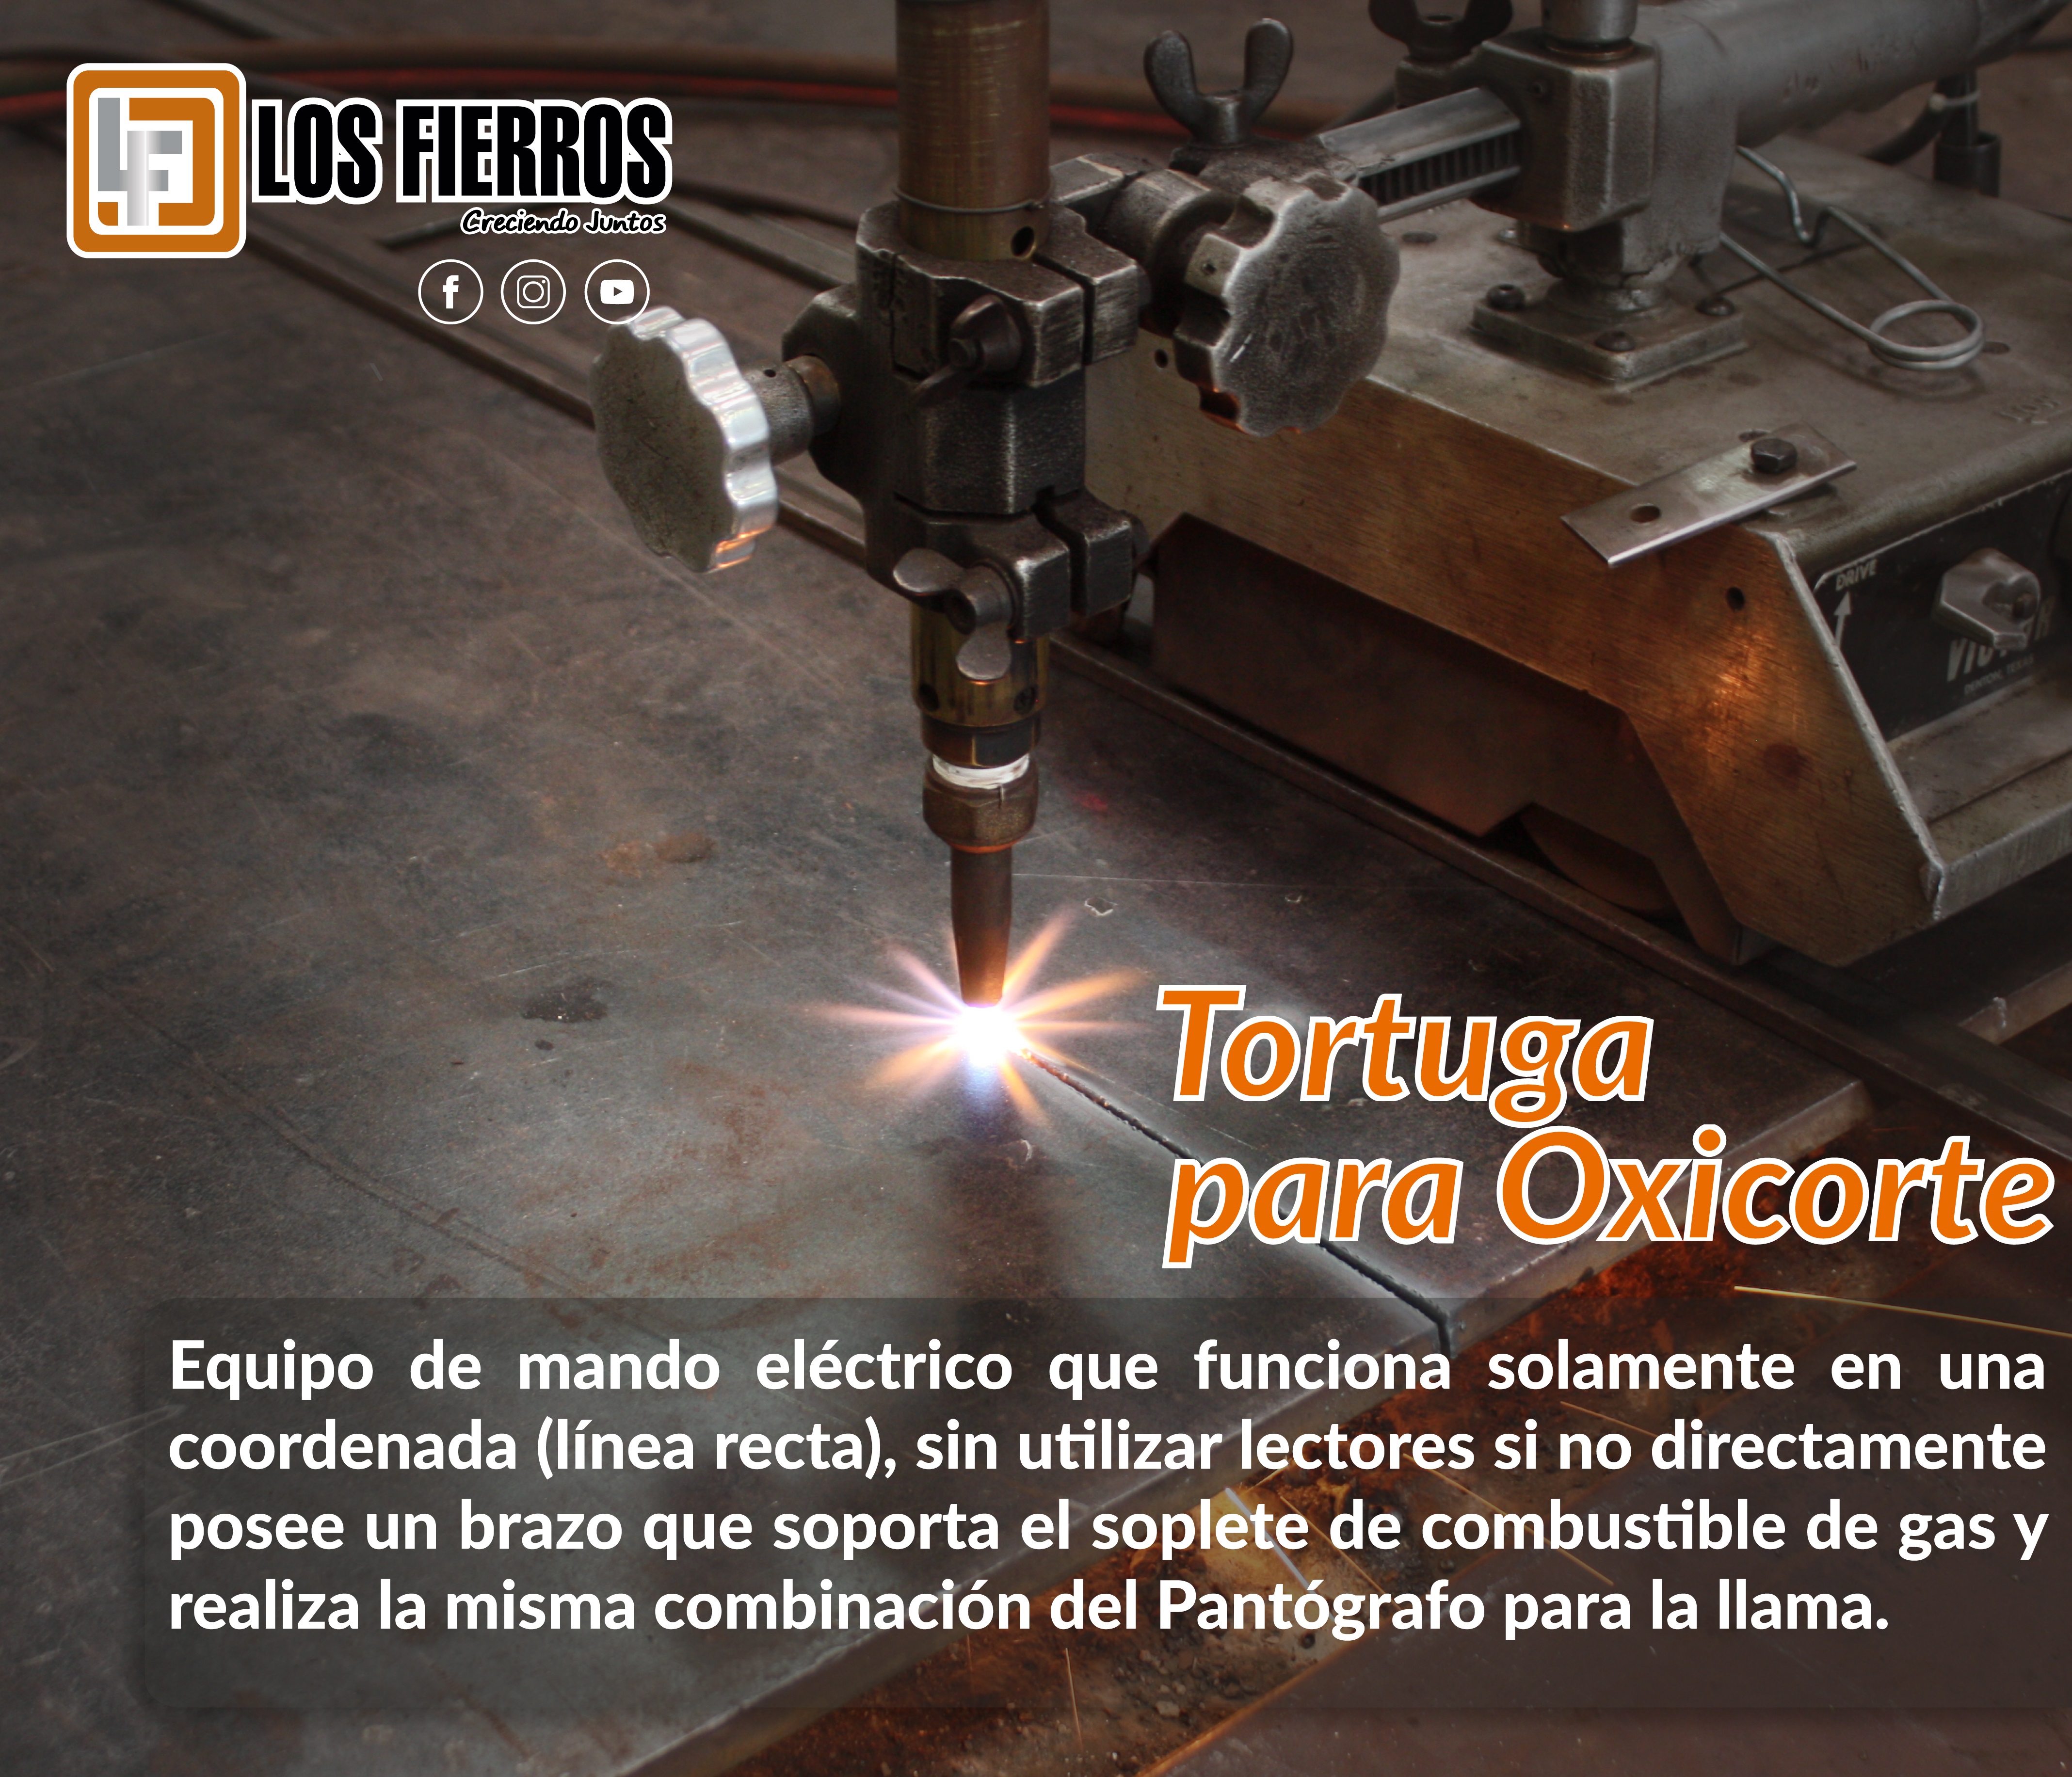 LOS FIERROS
Creciendo Juntos
DRIVE
Tortuga
para Oxicorte
Equipo de mando eléctrico que funciona solamente en una
coordenada (línea recta), sin utilizar lectores si no directamente
posee un brazo que soporta el soplete de combustible de gas y
realiza la misma combinación del Pantógrafo para la llama.